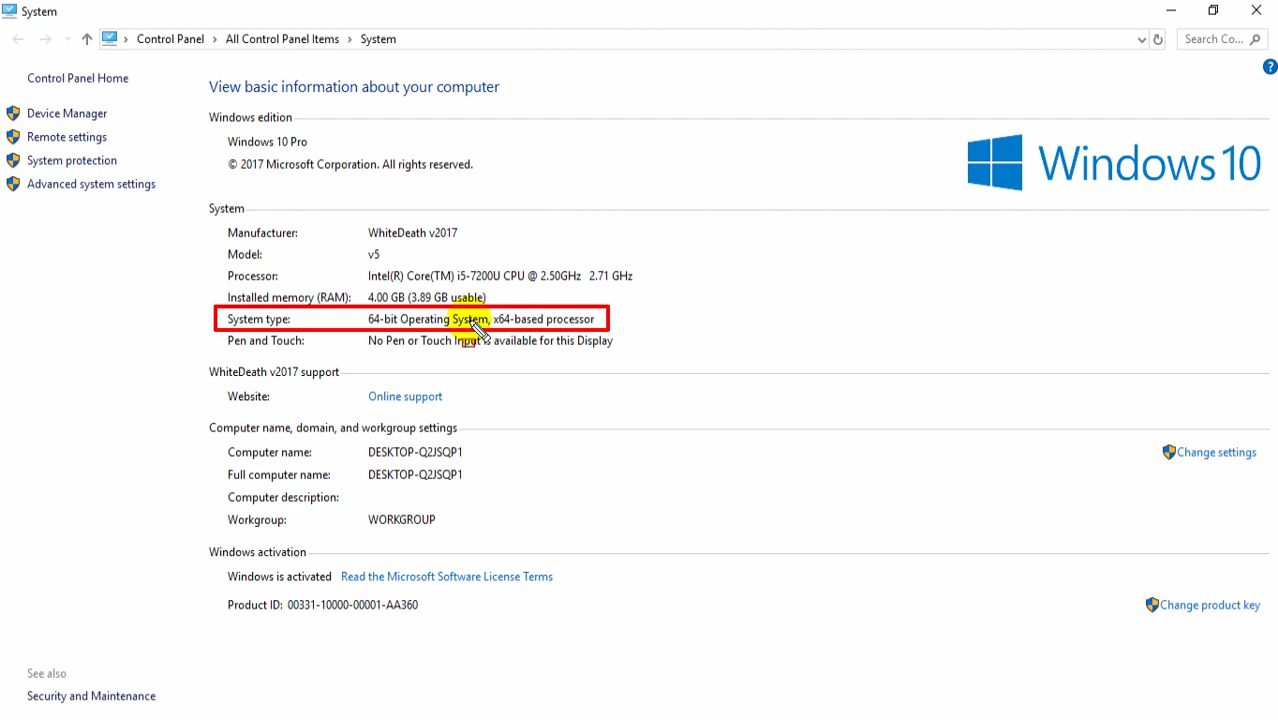 System
Control Panel > All Control Panel Items > System
Search Co...
Control Panel Home
Device Manager
Remote settings
System protection
Advanced system settings
View basic information about your computer
Windows edition
Windows 10 Pro
© 2017 Microsoft Corporation. All rights reserved.
Windows 10
System
Manufacturer: WhiteDeath v2017
Model: v5
Processor: Intel(R) Core(TM) i5-7200U CPU @ 2.50GHz 2.71 GHz
Installed memory (RAM): 4.00 GB (3.89 GB usable)
System type: 64-bit Operating System, x64-based processor
Pen and Touch: No Pen or Touch Input is available for this Display
WhiteDeath v2017 support
Website: Online support
Computer name, domain, and workgroup settings
Computer name: DESKTOP-Q2JSQP1
Change settings
Full computer name: DESKTOP-Q2JSQP1
Computer description:
Workgroup: WORKGROUP
Windows activation
Windows is activated Read the Microsoft Software License Terms
Product ID: 00331-10000-00001-AA360
Change product key
See also
Security and Maintenance